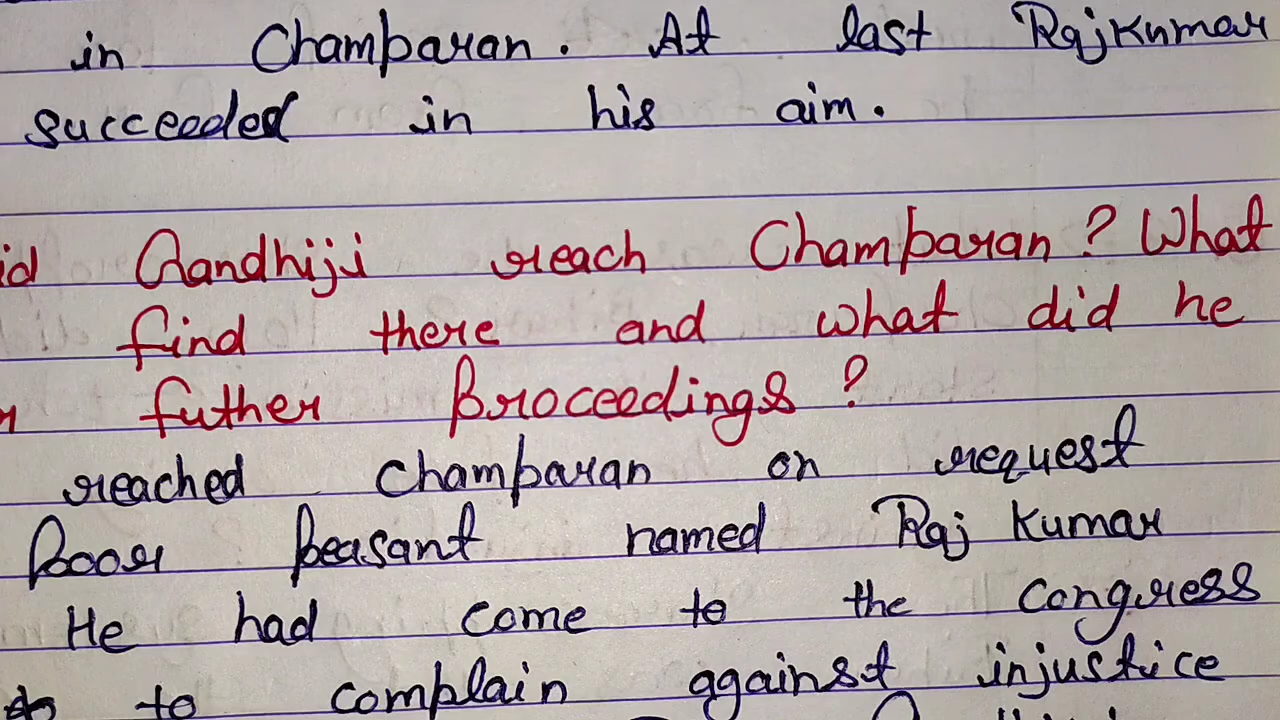 in Champaran. At last Rajkumar
succeeded in his aim.
id Gandhiji reach Champaran? What
find there and what did he
futher proceedings?
reached Champaran on request
poor peasant named Raj Kumar
He had come to the Congress
to complain against injustice